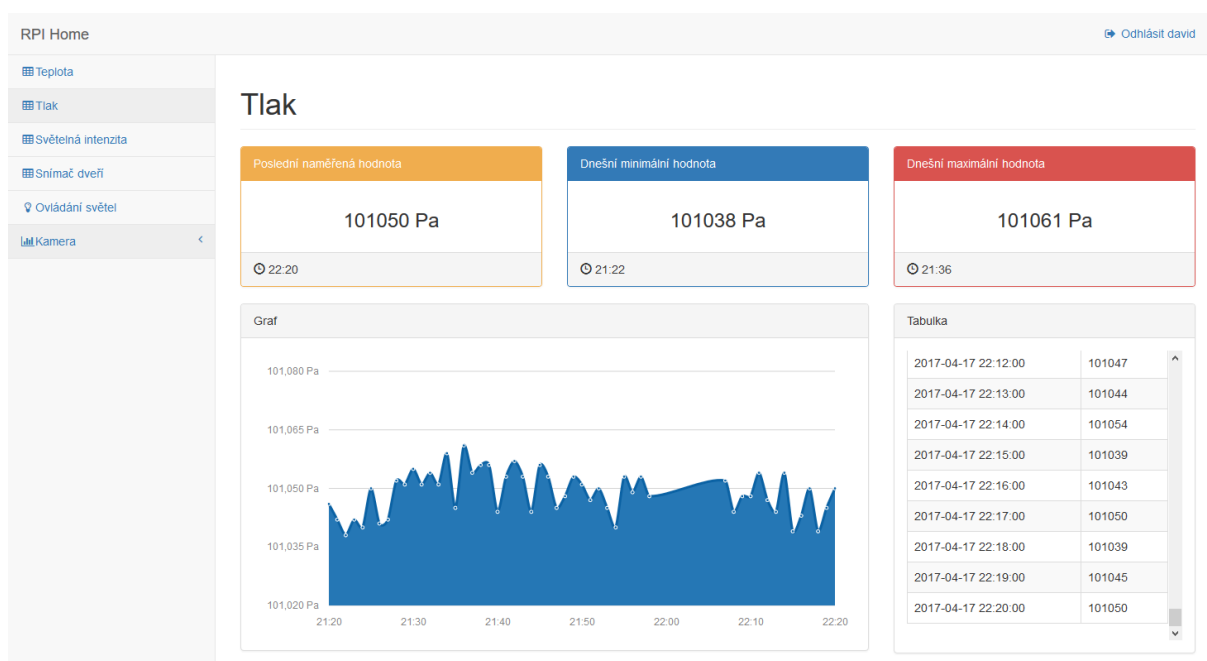 RPI Home
Odhlásit david
Teplota
Tlak
Světelná intenzita
Snímač dveří
Ovládání světel
Kamera
Tlak
Poslední naměřená hodnota
101050 Pa
22:20
Dnešní minimální hodnota
101038 Pa
21:22
Dnešní maximální hodnota
101061 Pa
21:36
Graf
101,080 Pa
101,065 Pa
101,050 Pa
101,035 Pa
101,020 Pa
21:20 21:30 21:40 21:50 22:00 22:10 22:20
Tabulka
2017-04-17 22:12:00 101047
2017-04-17 22:13:00 101044
2017-04-17 22:14:00 101054
2017-04-17 22:15:00 101039
2017-04-17 22:16:00 101043
2017-04-17 22:17:00 101050
2017-04-17 22:18:00 101039
2017-04-17 22:19:00 101045
2017-04-17 22:20:00 101050